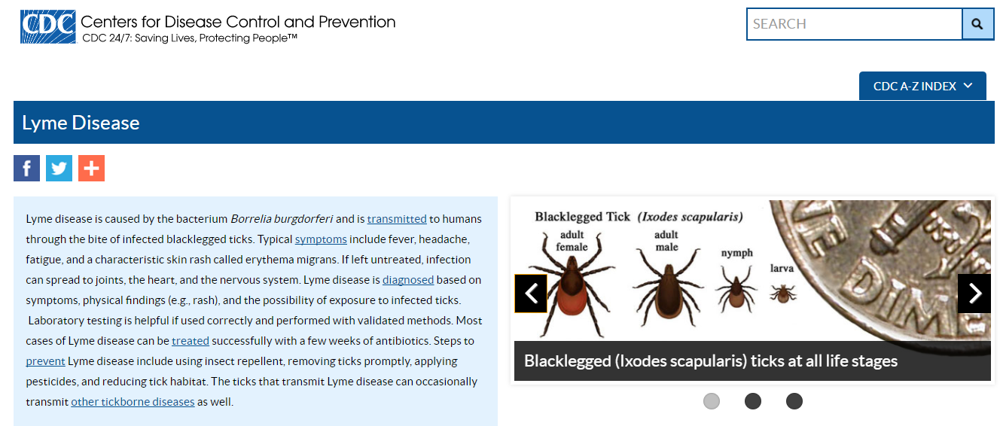 CDC
Centers for Disease Control and Prevention
CDC 24/7: Saving Lives, Protecting People™
SEARCH
CDC A-Z INDEX
Lyme Disease
Lyme disease is caused by the bacterium Borrelia burgdorferi and is transmitted to humans
through the bite of infected blacklegged ticks. Typical symptoms include fever, headache,
fatigue, and a characteristic skin rash called erythema migrans. If left untreated, infection
can spread to joints, the heart, and the nervous system. Lyme disease is diagnosed based on
symptoms, physical findings (e.g., rash), and the possibility of exposure to infected ticks.
Laboratory testing is helpful if used correctly and performed with validated methods. Most
cases of Lyme disease can be treated successfully with a few weeks of antibiotics. Steps to
prevent Lyme disease include using insect repellent, removing ticks promptly, applying
pesticides, and reducing tick habitat. The ticks that transmit Lyme disease can occasionally
transmit other tickborne diseases as well.
Blacklegged Tick (Ixodes scapularis)
adult
female
adult
male
nymph
larva
NE DIME
Blacklegged (Ixodes scapularis) ticks at all life stages